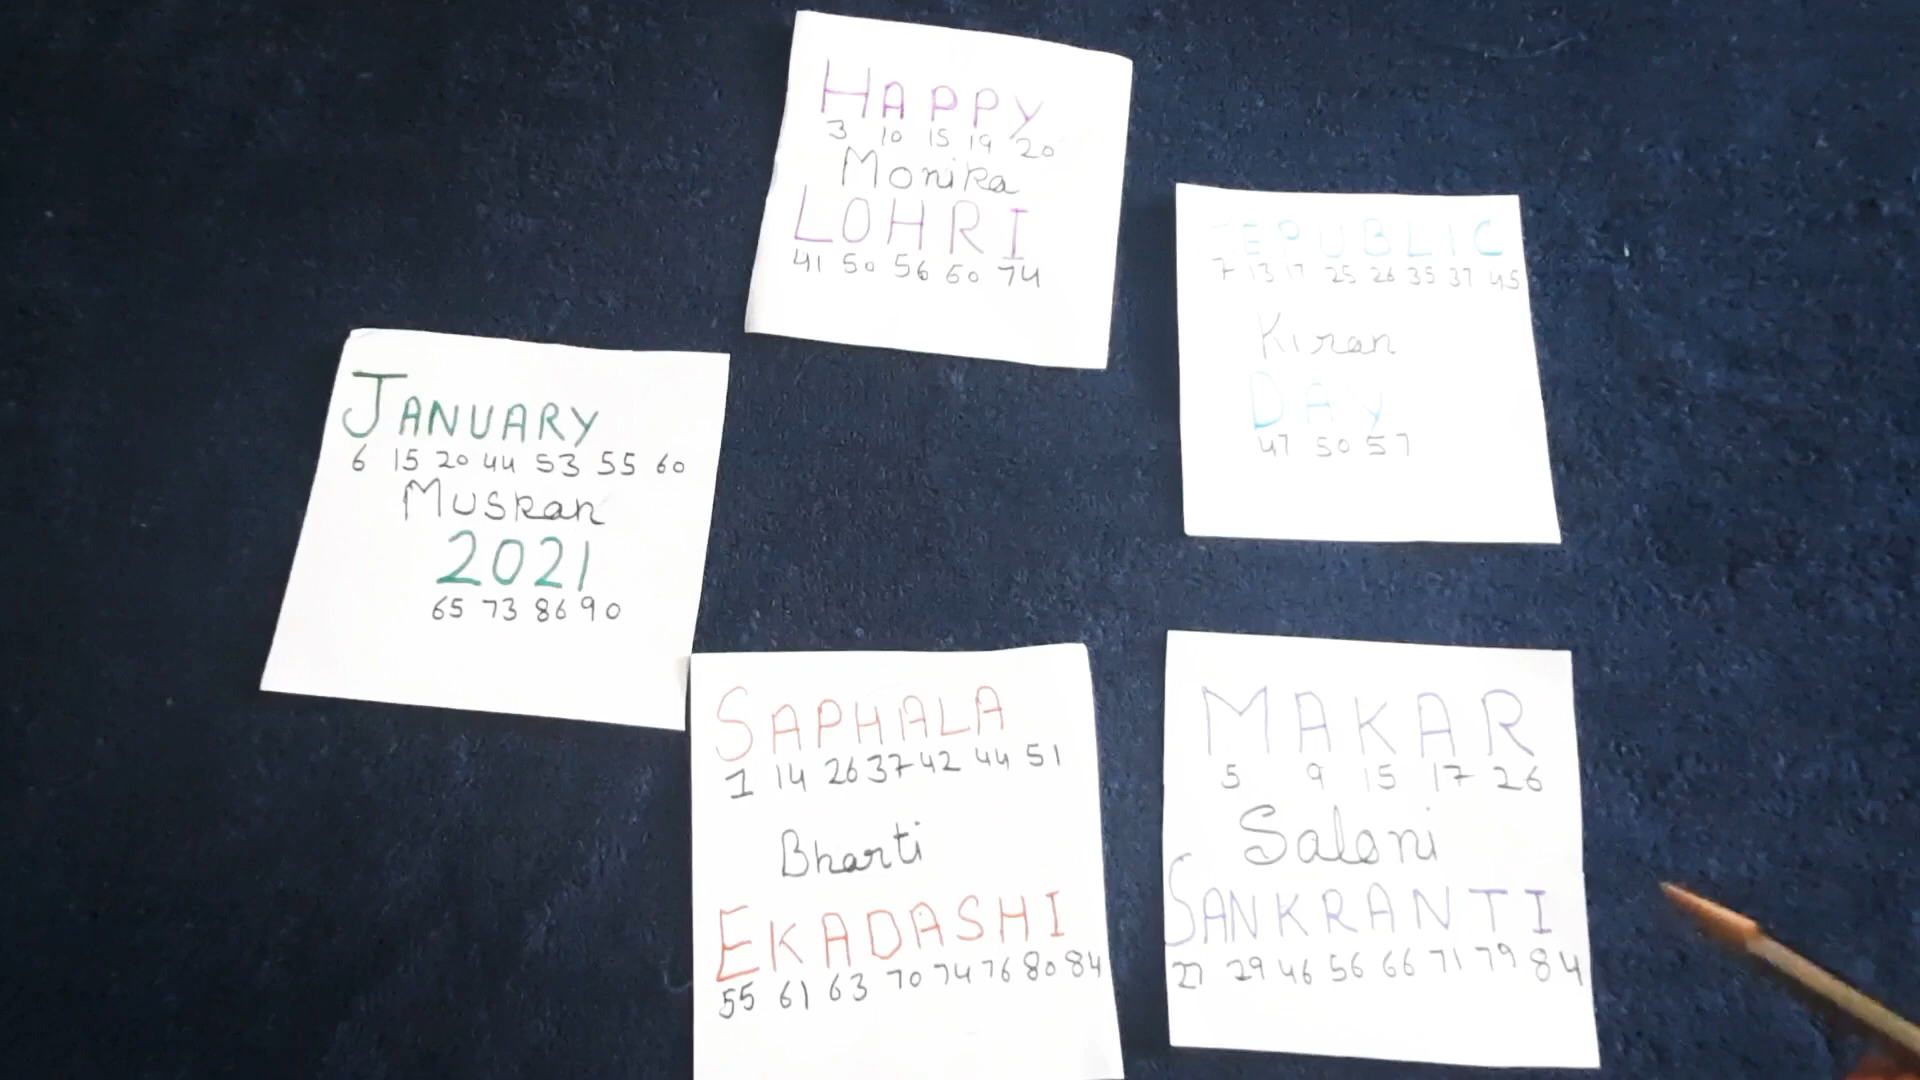 HAPPY
3 10 15 19 20
Monika
LOHRI
41 50 56 60 74
REPUBLIC
7 13 17 25 26 35 37 45
Kiran
DAY
47 50 57
JANUARY
6 15 20 44 53 55 60
Muskan
2021
65 73 86 90
SAPHALA
1 14 26 37 42 44 51
Bharti
EKADASHI
55 61 63 70 74 76 80 84
MAKAR
5 9 15 17 26
Saloni
SANKRANTI
27 29 46 56 66 71 79 84